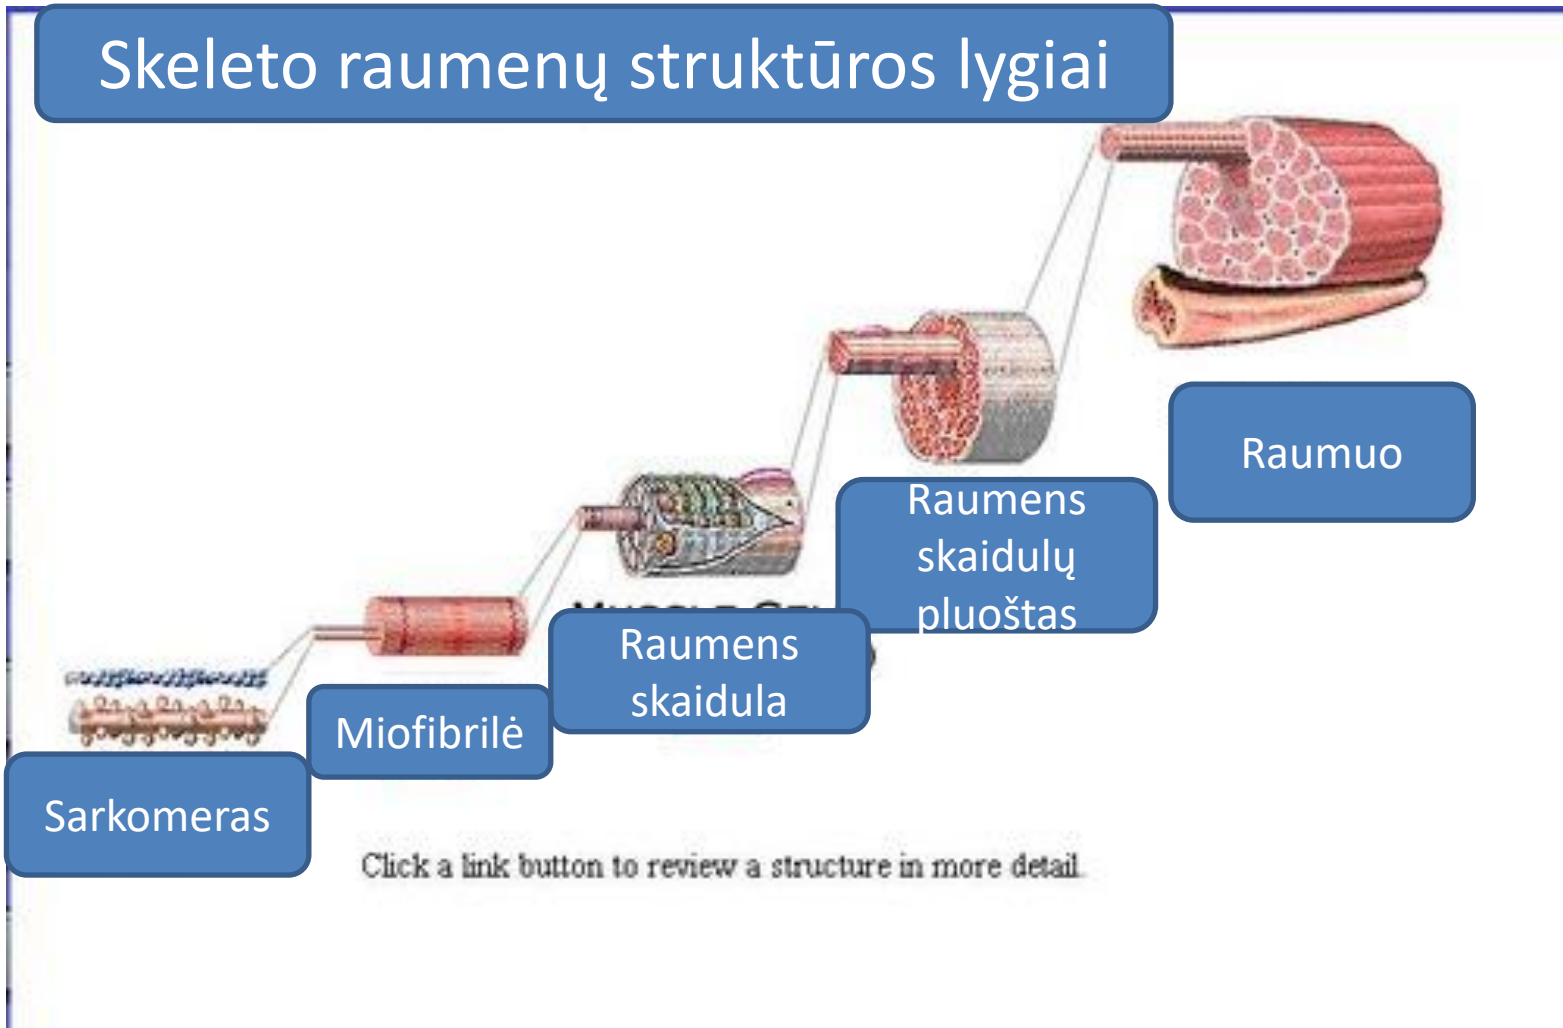 Skeleto raumenų struktūros lygiai
Raumuo
Raumens
skaidulų
pluoštas
Raumens
skaidula
Miofibrilė
Sarkomeras
Click a link button to review a structure in more detail.